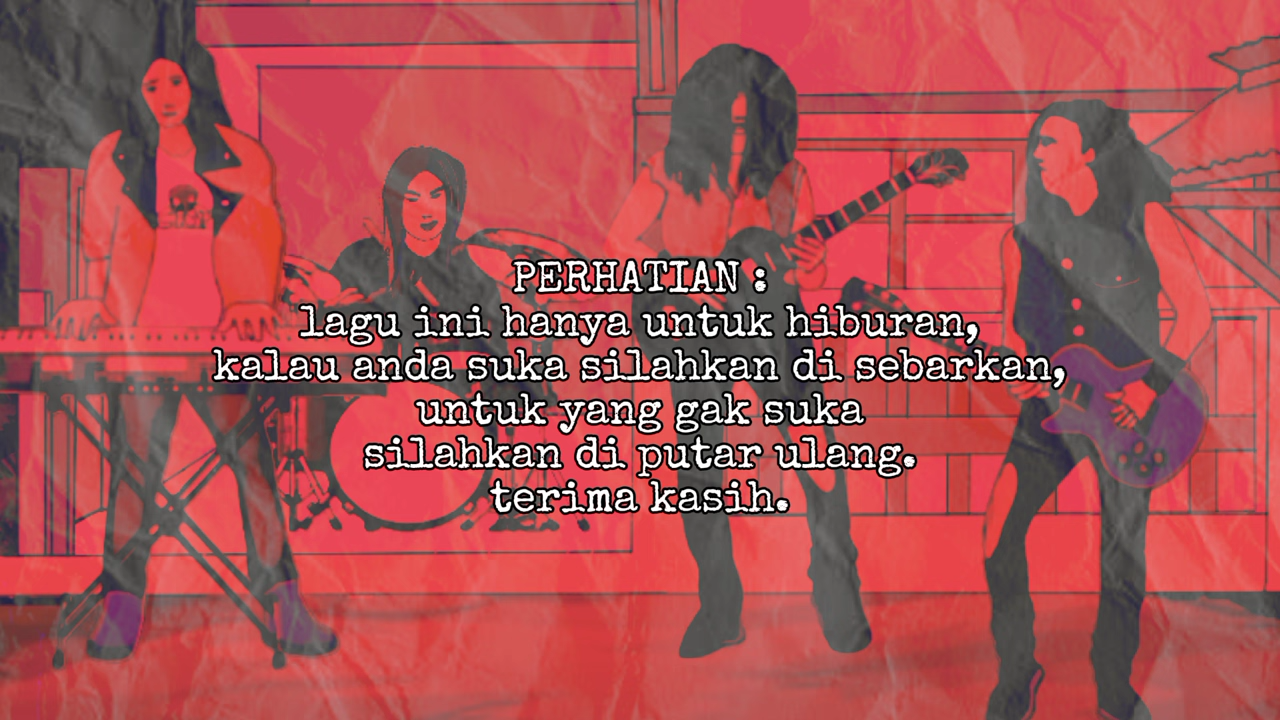 PERHATIAN :
lagu ini hanya untuk hiburan,
kalau anda suka silahkan di sebarkan,
untuk yang gak suka
silahkan di putar ulang.
terima kasih.